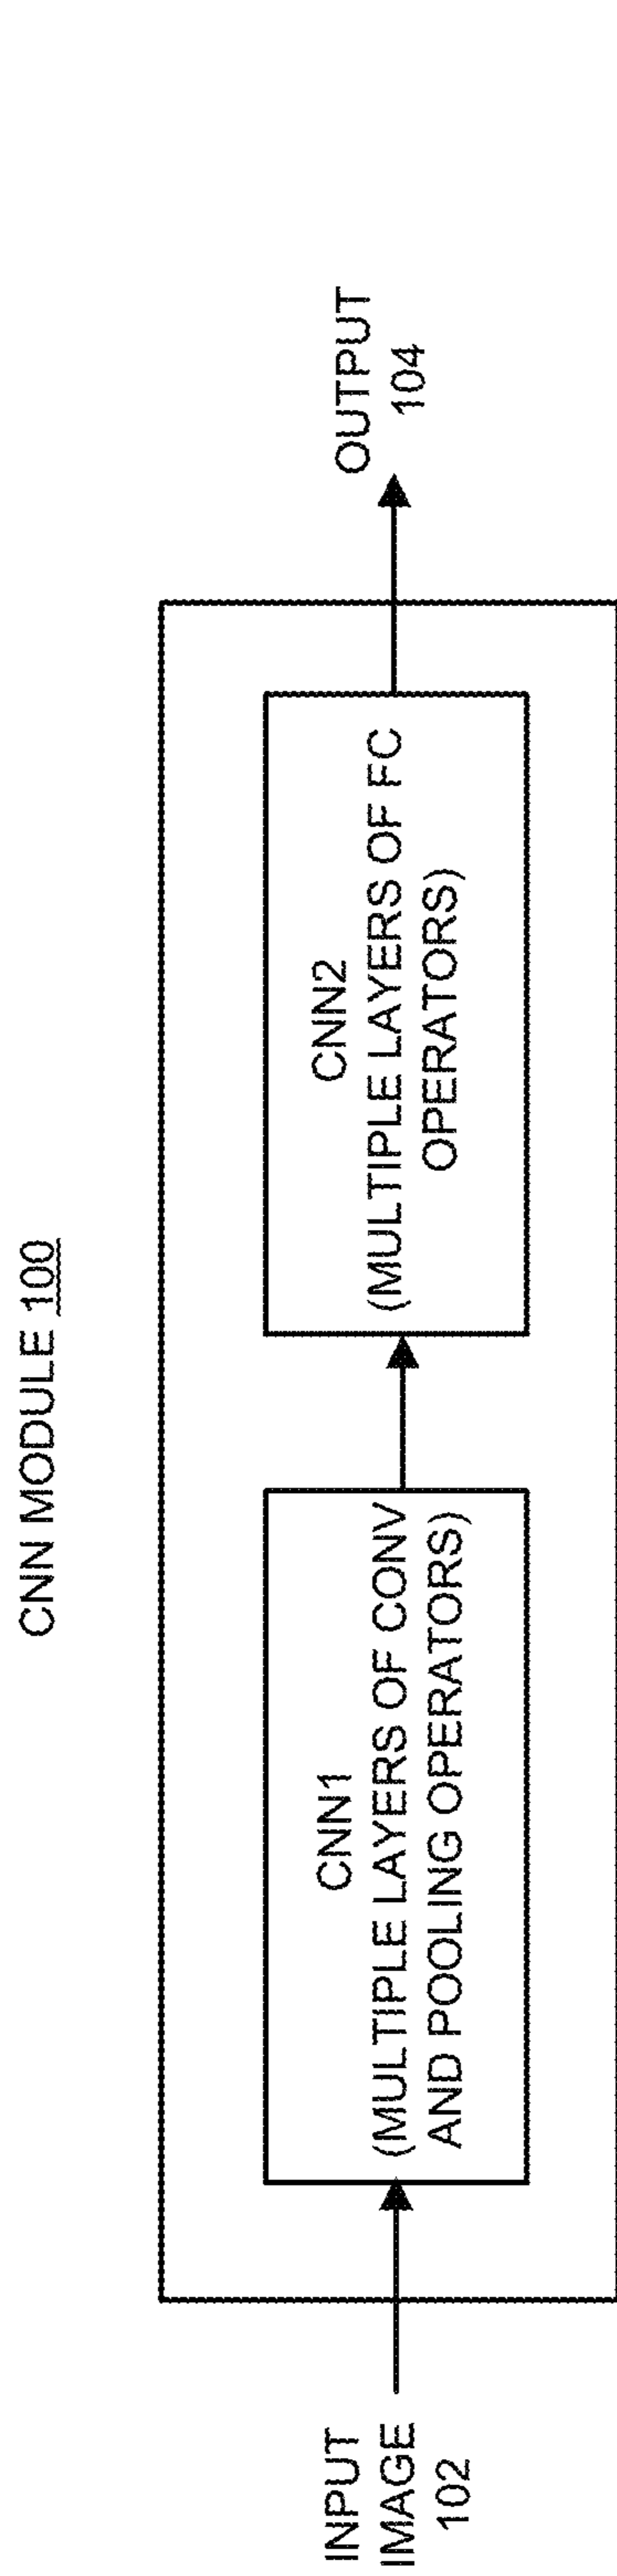 CNN MODULE 100
INPUT
IMAGE
102
CNN1
(MULTIPLE LAYERS OF CONV
AND POOLING OPERATORS)
CNN2
(MULTIPLE LAYERS OF FC
OPERATORS)
OUTPUT
104